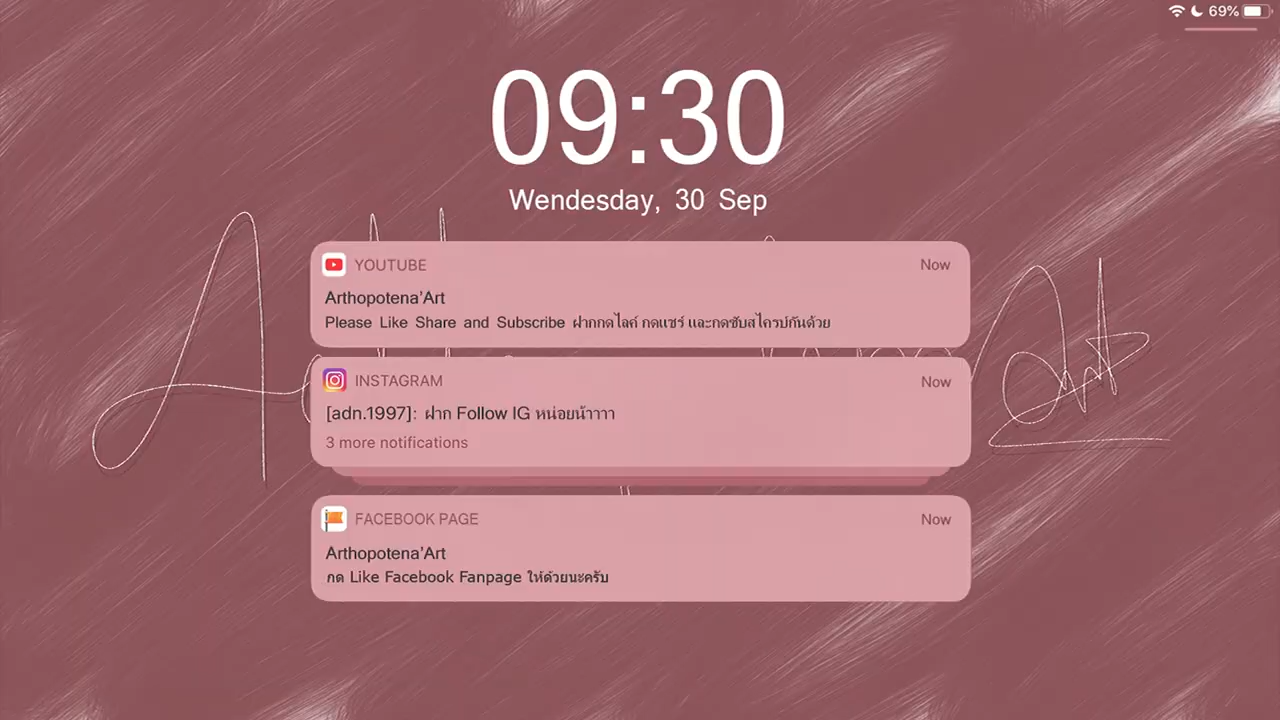 69%
09:30
Wendesday, 30 Sep
YOUTUBE Now
Arthopotena'Art
Please Like Share and Subscribe ฝากกดไลค์ กดแชร์ และกดซับสไครบ์กันด้วย
INSTAGRAM Now
[adn.1997]: ฝาก Follow IG หน่อยน้าาาา
3 more notifications
FACEBOOK PAGE Now
Arthopotena'Art
กด Like Facebook Fanpage ให้ด้วยนะครับ
Art